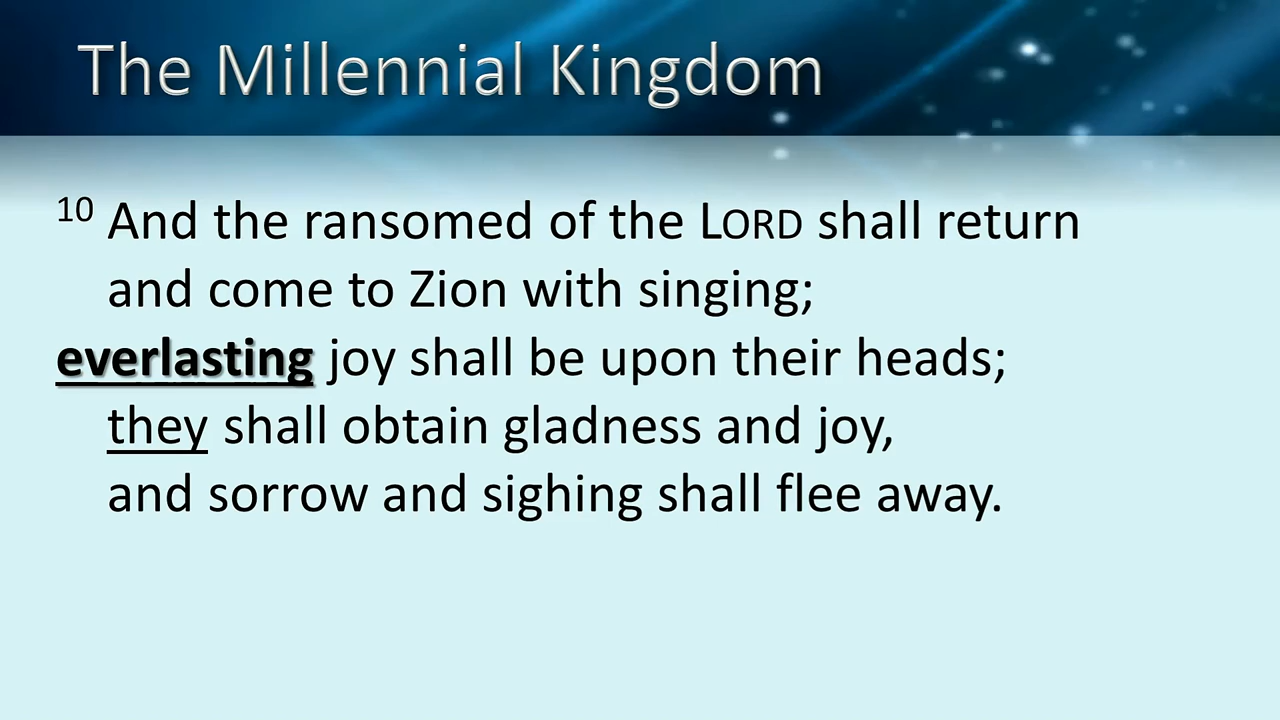 The Millennial Kingdom
10 And the ransomed of the LORD shall return
and come to Zion with singing;
everlasting joy shall be upon their heads;
they shall obtain gladness and joy,
and sorrow and sighing shall flee away.